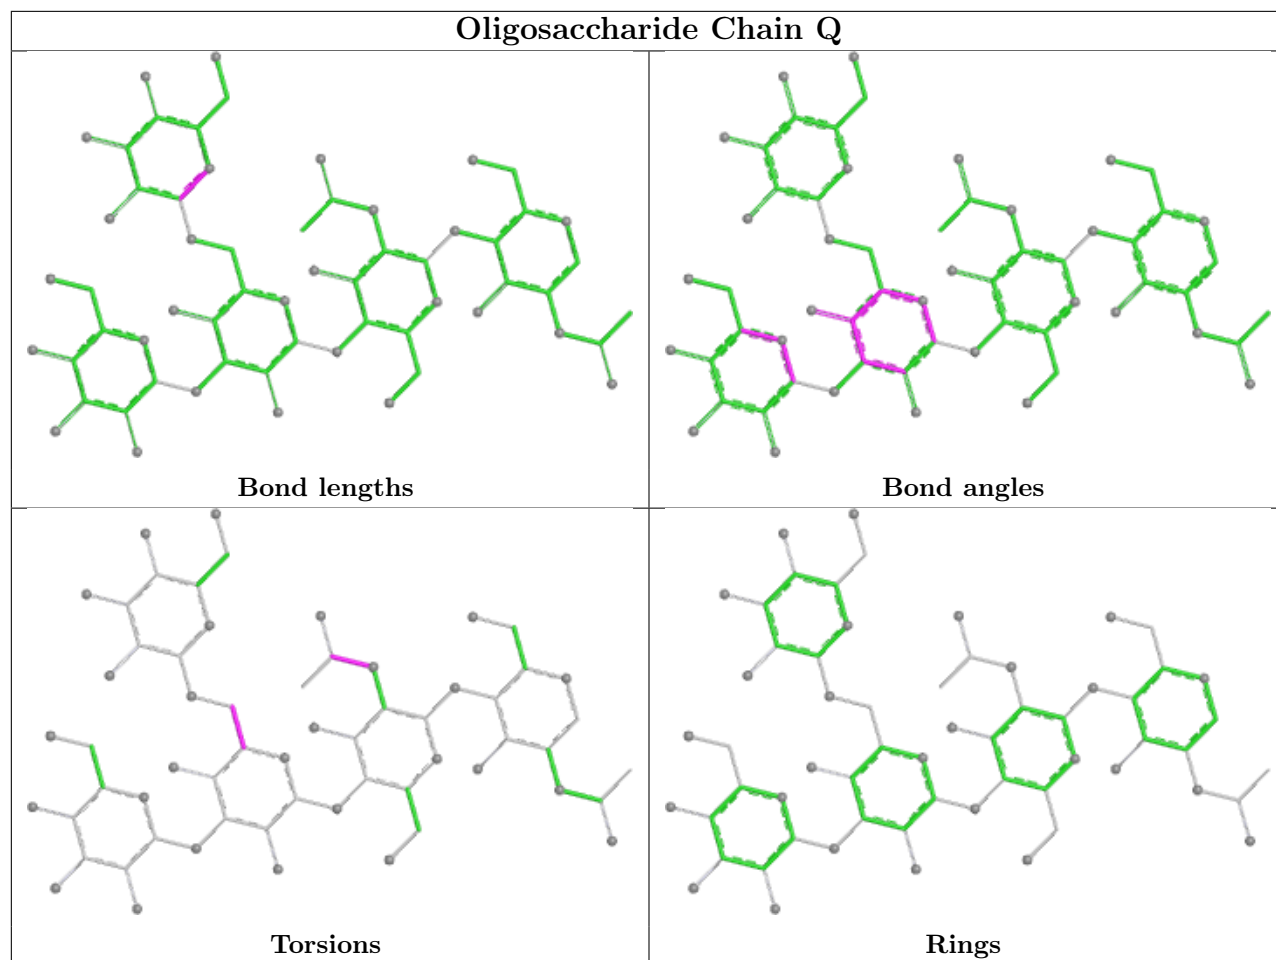 Oligosaccharide Chain Q
Bond lengths
Bond angles
Torsions
Rings